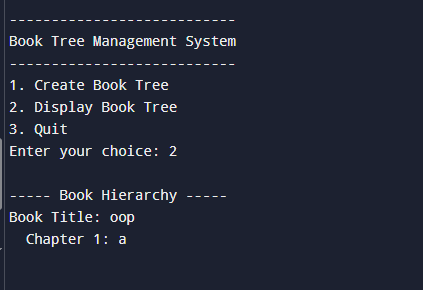 ---------------------------
Book Tree Management System
---------------------------
1. Create Book Tree
2. Display Book Tree
3. Quit
Enter your choice: 2
----- Book Hierarchy -----
Book Title: oop
Chapter 1: a